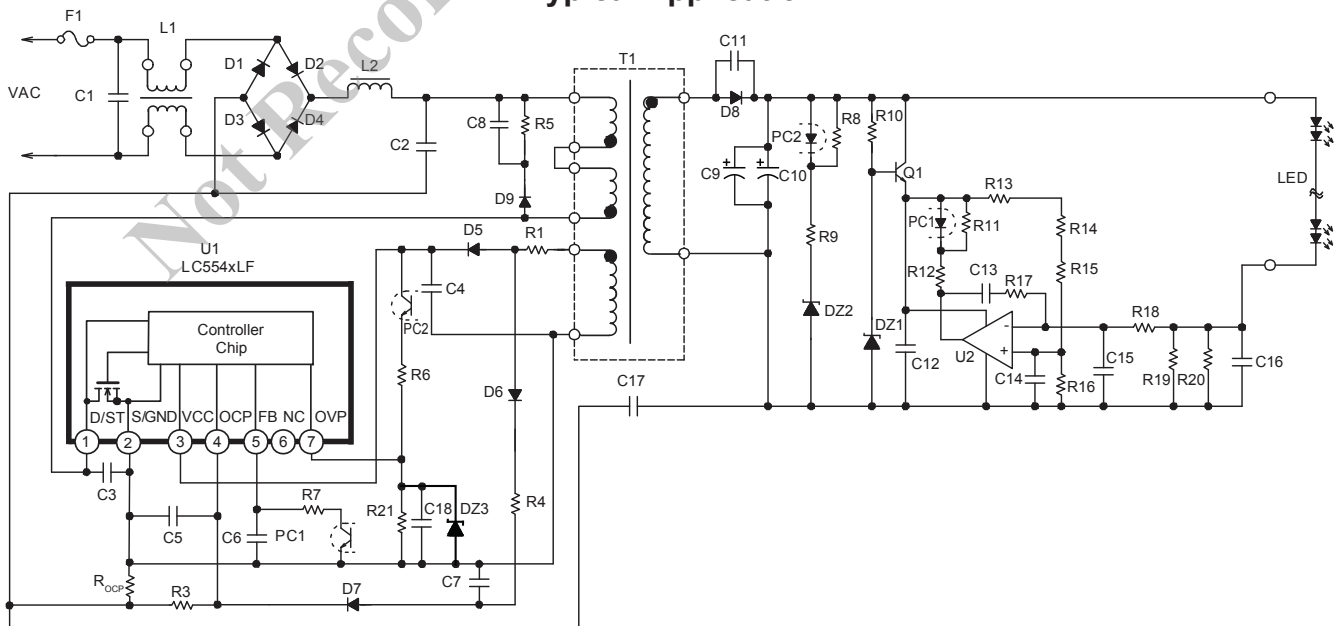 F1
L1
T1
C11
D1
D2
L2
VAC
C1
D3
D4
C2
C8
R5
D9
D8
PC2
R8
R10
C9
C10
Q1
R13
LED
PC1
R11
R14
R12
C13
R17
R15
R9
DZ2
DZ1
U2
-
+
R18
C12
C14
R16
C15
R19
R20
C16
C17
U1
LC554xLF
D5
R1
C4
PC2
R6
D6
R4
Controller
Chip
D/ST
S/GND
VCC
OCP
FB
NC
OVP
1
2
3
4
5
6
7
C3
C5
C6
R7
PC1
R21
C18
DZ3
C7
ROCP
R3
D7
Not Reco